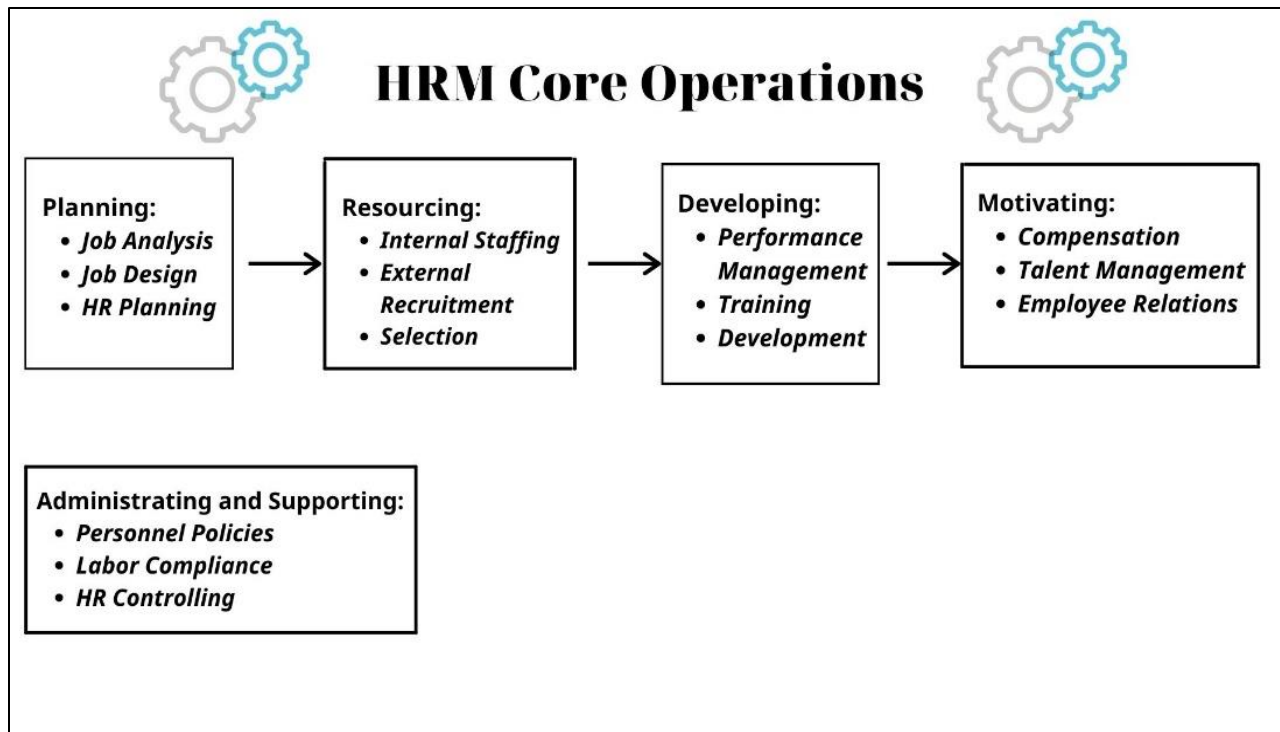 HRM Core Operations
Planning:
• Job Analysis
• Job Design
• HR Planning
Resourcing:
• Internal Staffing
• External
Recruitment
• Selection
Developing:
• Performance
Management
• Training
• Development
Motivating:
• Compensation
• Talent Management
• Employee Relations
Administrating and Supporting:
• Personnel Policies
• Labor Compliance
• HR Controlling